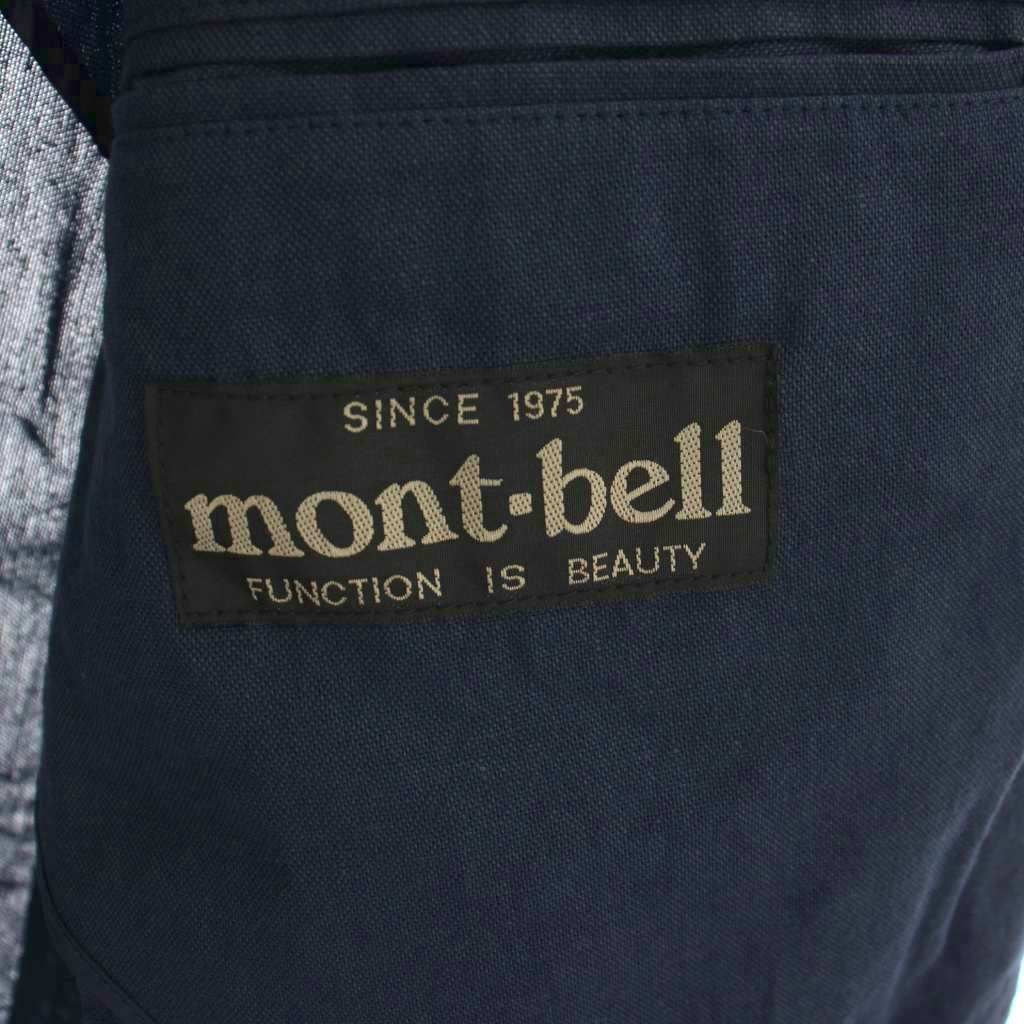 SINCE 1975
mont-bell
FUNCTION IS BEAUTY